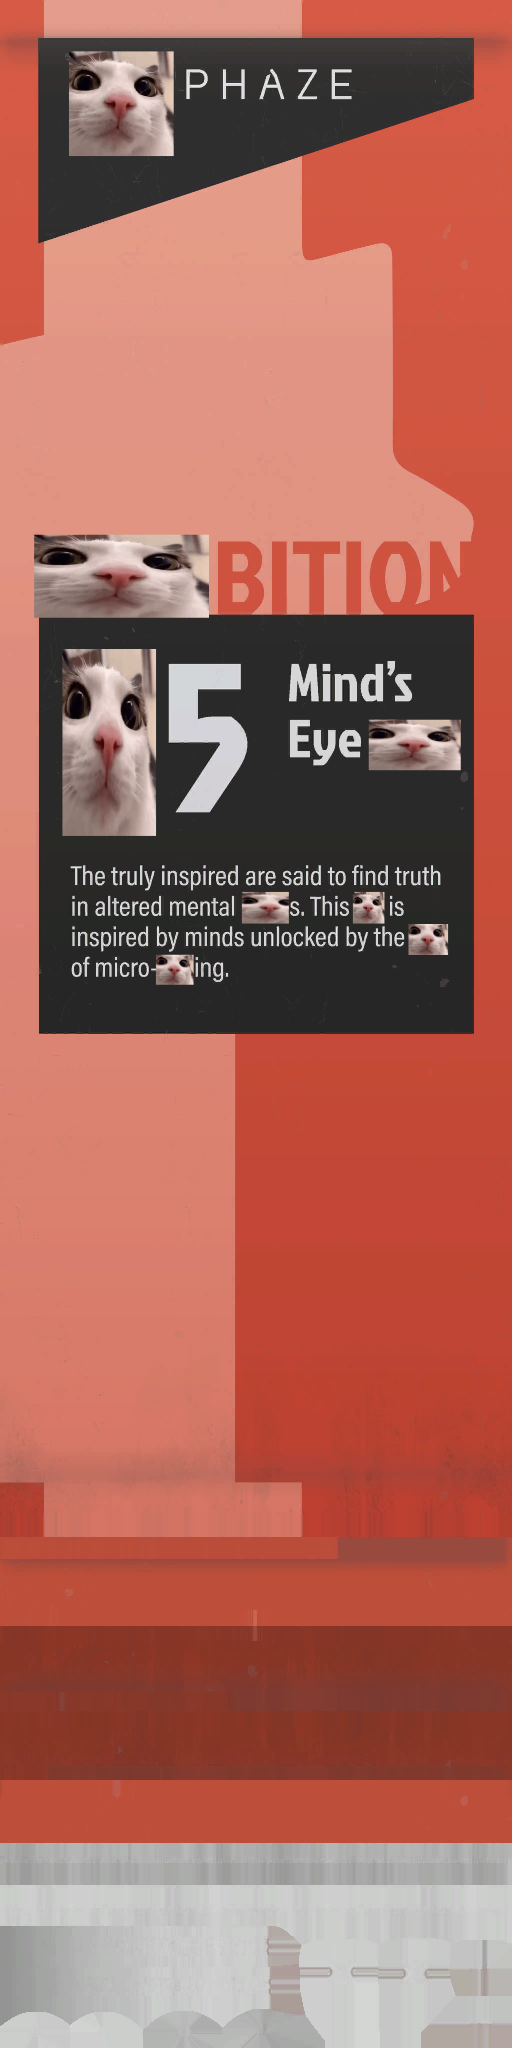 PHAZE
BITION
5
Mind's
Eye
The truly inspired are said to find truth
in altered mental s. This is
inspired by minds unlocked by the
of micro- ing.